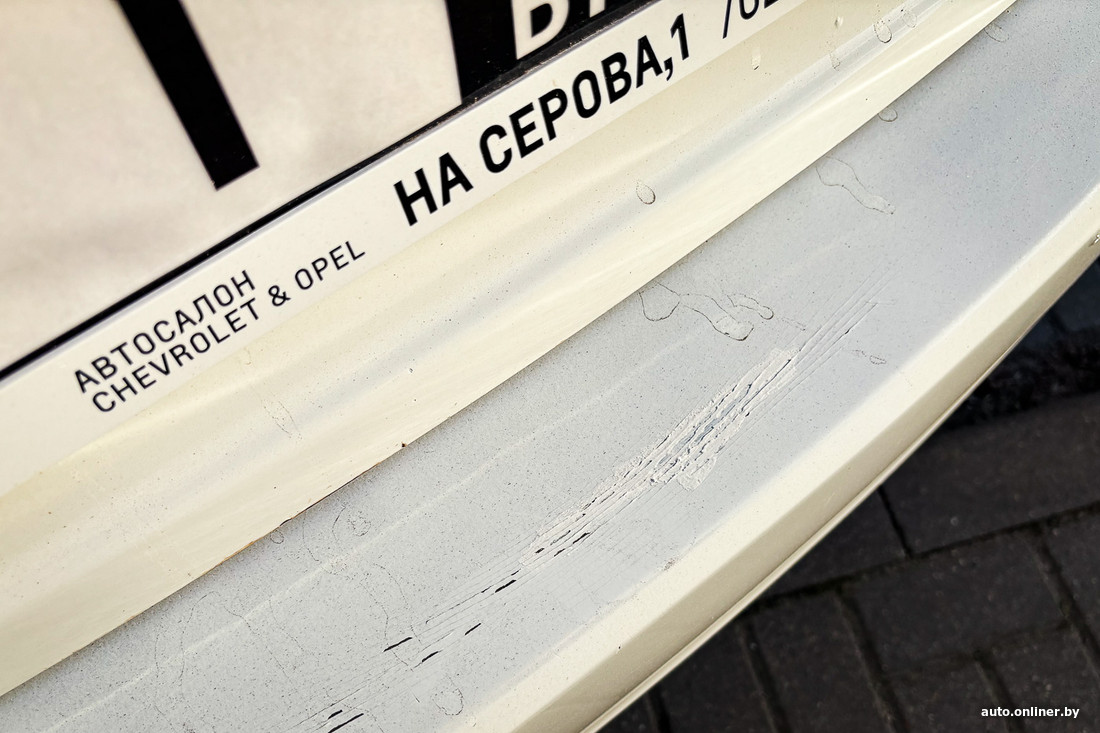 НА СЕРОВА,1
АВТОСАЛОН
CHEVROLET & OPEL
auto.onliner.by